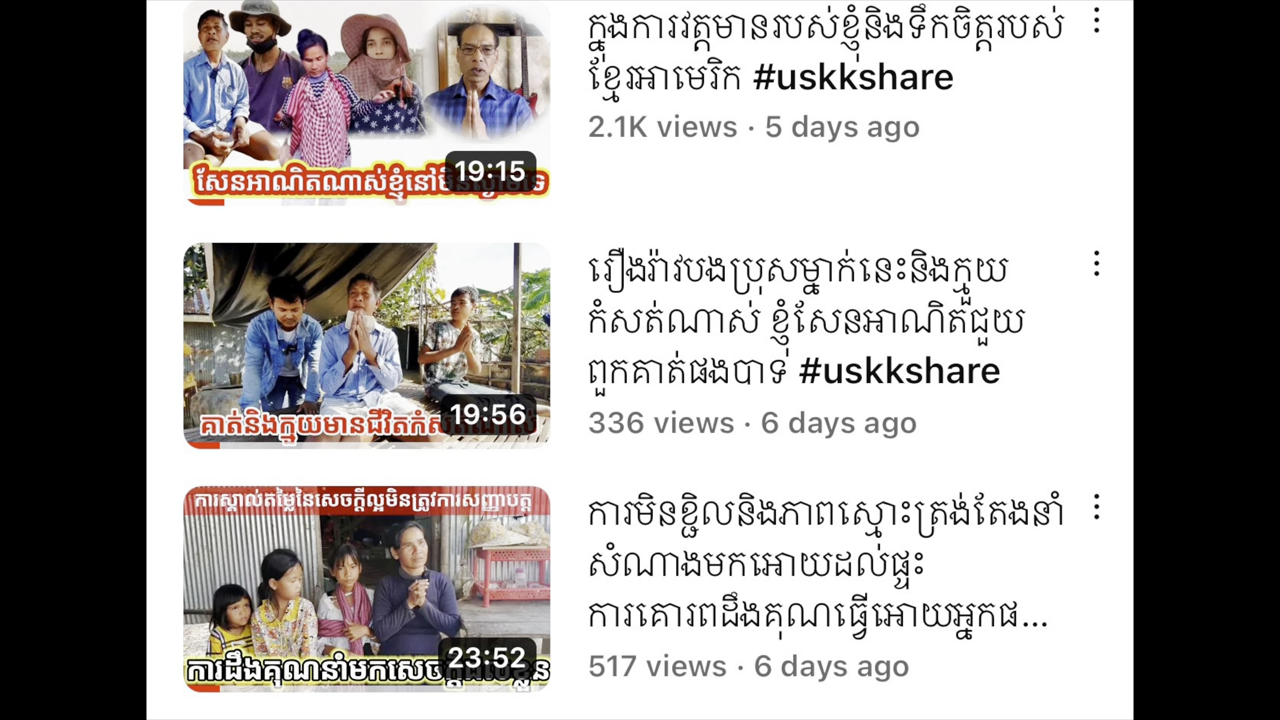 ក្នុងការវត្តមានរបស់ខ្ញុំនិងទឹកចិត្តរបស់
ខ្មែរអាមេរិក #uskkshare
2.1K views · 5 days ago
សែនអាណិតណាស់ខ្ញុំនៅមិនស្ងៀមទេ
19:15
រឿងរ៉ាវបងប្រុសម្នាក់នេះនិងក្មួយ
កំសត់ណាស់ ខ្ញុំសែនអាណិតជួយ
ពួកគាត់ផងបាទ #uskkshare
336 views · 6 days ago
គាត់និងក្មួយមានជីវិត
19:56
ការស្គាល់តម្លៃនៃសេចក្តីល្អមិនត្រូវការសញ្ញាបត្ត
ការមិនខ្ជិលនិងភាពស្មោះត្រង់តែងនាំ
សំណាងមកអោយដល់ផ្ទះ
ការគោរពដឹងគុណធ្វើអោយអ្នកផ...
517 views · 6 days ago
ការដឹងគុណនាំមក
23:52